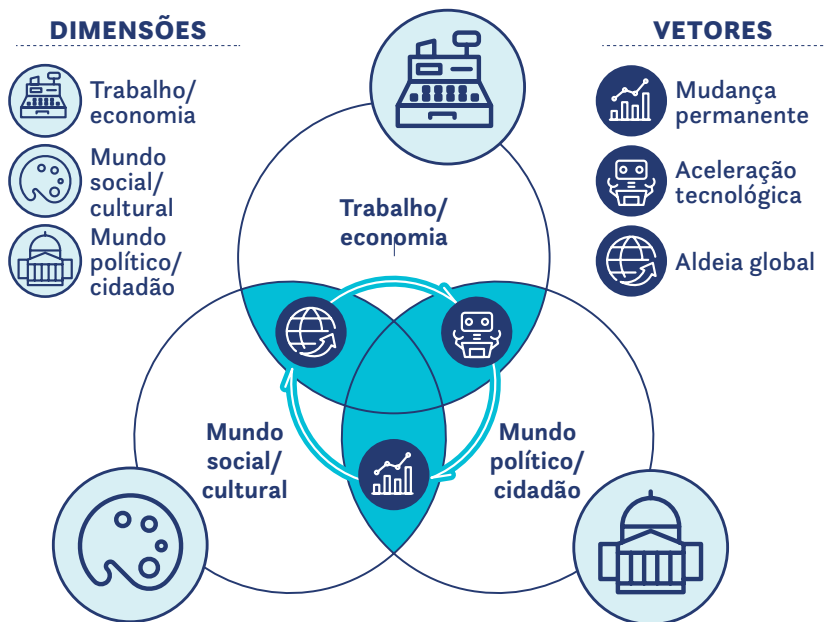 DIMENSÕES
Trabalho/
economia
Mundo
social/
cultural
Mundo
político/
cidadão
VETORES
Mudança
permanente
Aceleração
tecnológica
Aldeia global
Trabalho/
economia
Mundo
social/
cultural
Mundo
político/
cidadão